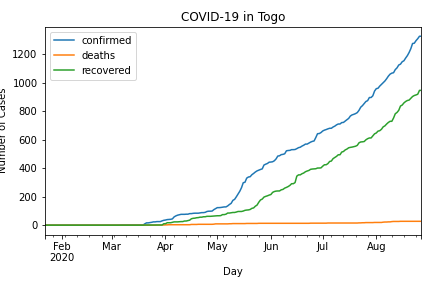 COVID-19 in Togo
confirmed
deaths
recovered
Number of Cases
1200
1000
800
600
400
200
0
Feb Mar Apr May Jun Jul Aug
2020
Day